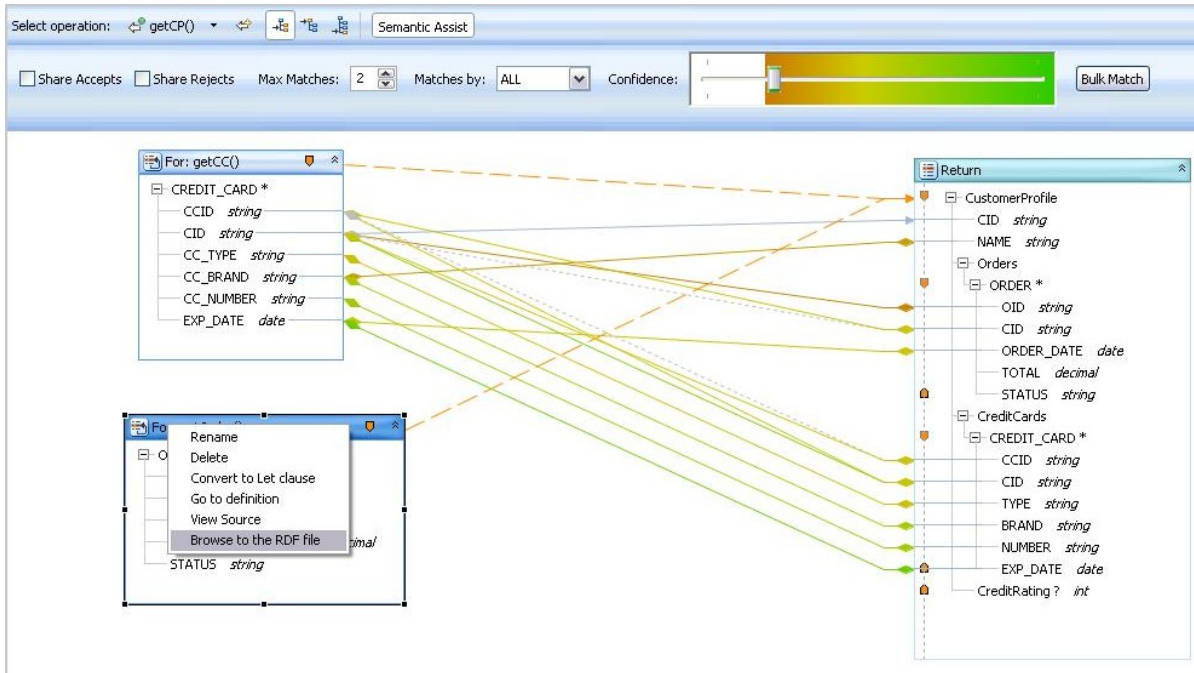 Select operation: getCP() Semantic Assist
Share Accepts Share Rejects Max Matches: 2 Matches by: ALL Confidence: Bulk Match
For: getCC()
CREDIT_CARD *
CCID string
CID string
CC_TYPE string
CC_BRAND string
CC_NUMBER string
EXP_DATE date
Fo
Rename
Delete
Convert to Let clause
Go to definition
View Source
Browse to the RDF file
O
STATUS string
Return
CustomerProfile
CID string
NAME string
Orders
ORDER *
OID string
CID string
ORDER_DATE date
TOTAL decimal
STATUS string
CreditCards
CREDIT_CARD *
CCID string
CID string
TYPE string
BRAND string
NUMBER string
EXP_DATE date
CreditRating ? int